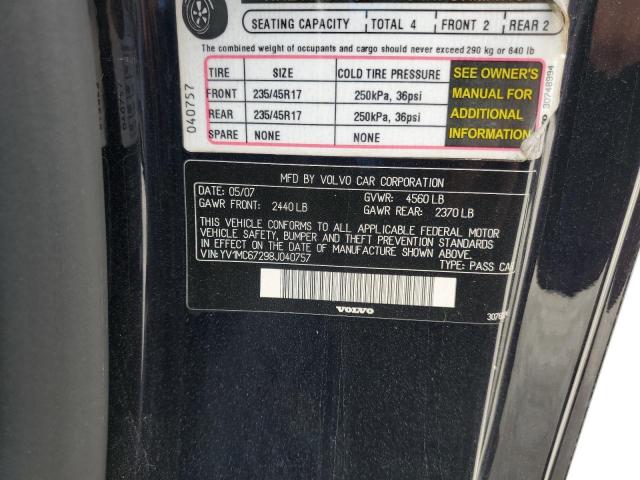 SEATING CAPACITY TOTAL 4 FRONT 2 REAR 2
The combined weight of occupants and cargo should never exceed 290 kg or 640 lb
TIRE SIZE COLD TIRE PRESSURE
FRONT 235/45R17 250kPa, 36psi
REAR 235/45R17 250kPa, 36psi
SPARE NONE NONE
SEE OWNER'S
MANUAL FOR
ADDITIONAL
INFORMATION
040757
30748994
MFD BY VOLVO CAR CORPORATION
DATE: 05/07 GVWR: 4560 LB
GAWR FRONT: 2440 LB GAWR REAR: 2370 LB
THIS VEHICLE CONFORMS TO ALL APPLICABLE FEDERAL MOTOR
VEHICLE SAFETY, BUMPER AND THEFT PREVENTION STANDARDS
IN EFFECT ON THE DATE OF MANUFACTURE SHOWN ABOVE.
VIN: YV1MC67298J040757
TYPE: PASS CAR
VOLVO